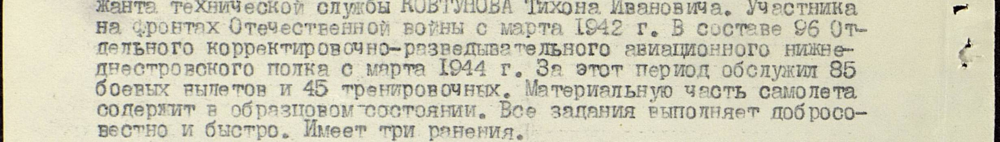 жанта технической службы КОВТУНОВА Тихона Ивановича. Участника
на фронтах Отечественной войны с марта 1942 г. В составе 96 От-
дельного корректировочно-разведывательного авиационного нижне-
днестровского полка с марта 1944 г. За этот период обслужил 85
боевых вылетов и 45 тренировочных. Материальную часть самолета
содержит в образцовом состоянии. Все задания выполняет добросо-
вестно и быстро. Имеет три ранения.